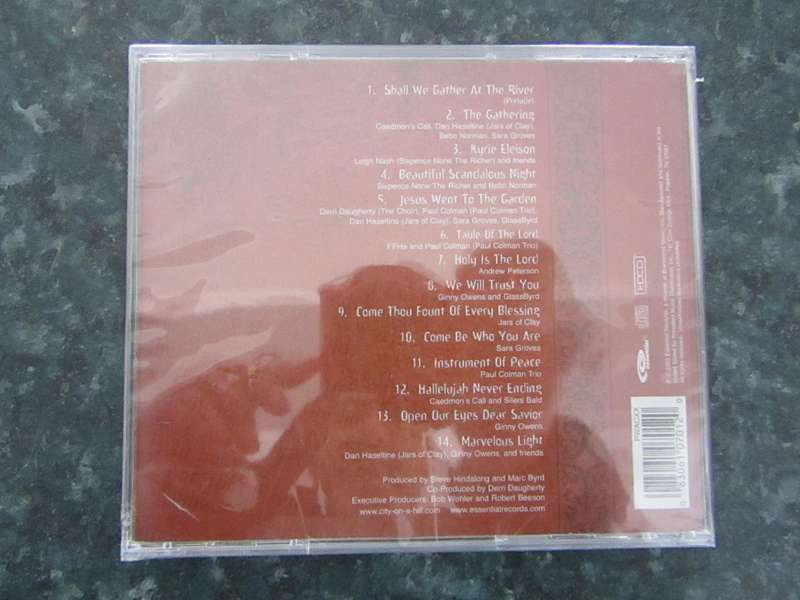 1. Shall We Gather At The River
(Prelude)
2. The Gathering
Caedmon's Call, Dan Haseltine (Jars of Clay),
Bebo Norman, Sara Groves
3. Kyrie Eleison
Leigh Nash (Sixpence None The Richer) and friends
4. Beautiful Scandalous Night
Sixpence None The Richer and Bebo Norman
5. Jesus Went To The Garden
Derri Daugherty (The Choir), Paul Colman (Paul Colman Trio),
Dan Haseltine (Jars of Clay), Sara Groves, GlassByrd
6. Table Of The Lord
FFH and Paul Colman (Paul Colman Trio)
7. Holy Is The Lord
Andrew Peterson
8. We Will Trust You
Ginny Owens and GlassByrd
9. Come Thou Fount Of Every Blessing
Jars of Clay
10. Come Be Who You Are
Sara Groves
11. Instrument Of Peace
Paul Colman Trio
12. Hallelujah Never Ending
Caedmon's Call and Silers Bald
13. Open Our Eyes Dear Savior
Ginny Owens
14. Marvelous Light
Dan Haseltine (Jars of Clay), Ginny Owens, and friends
Produced by Steve Hindalong and Marc Byrd
Co-Produced by Derri Daugherty
Executive Producers: Bob Wohler and Robert Beeson
www.city-on-a-hill.com www.essentialrecords.com
HDCD